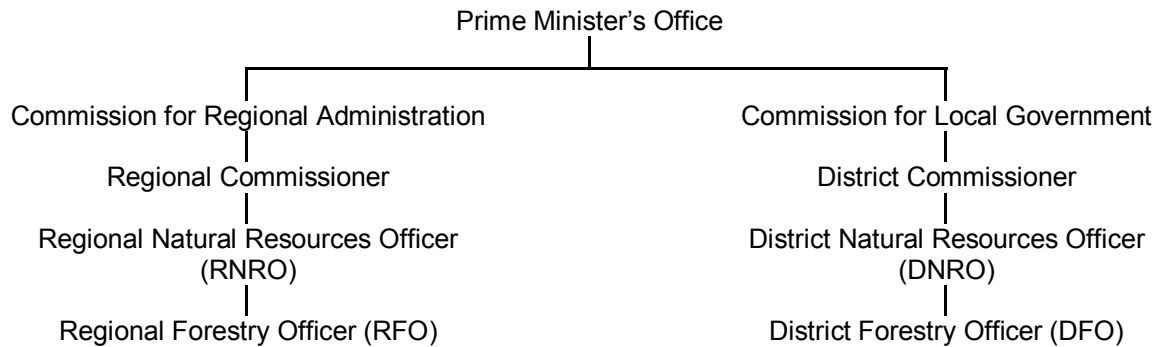 Prime Minister’s Office
Commission for Regional Administration
Commission for Local Government
Regional Commissioner
District Commissioner
Regional Natural Resources Officer
(RNRO)
District Natural Resources Officer
(DNRO)
Regional Forestry Officer (RFO)
District Forestry Officer (DFO)